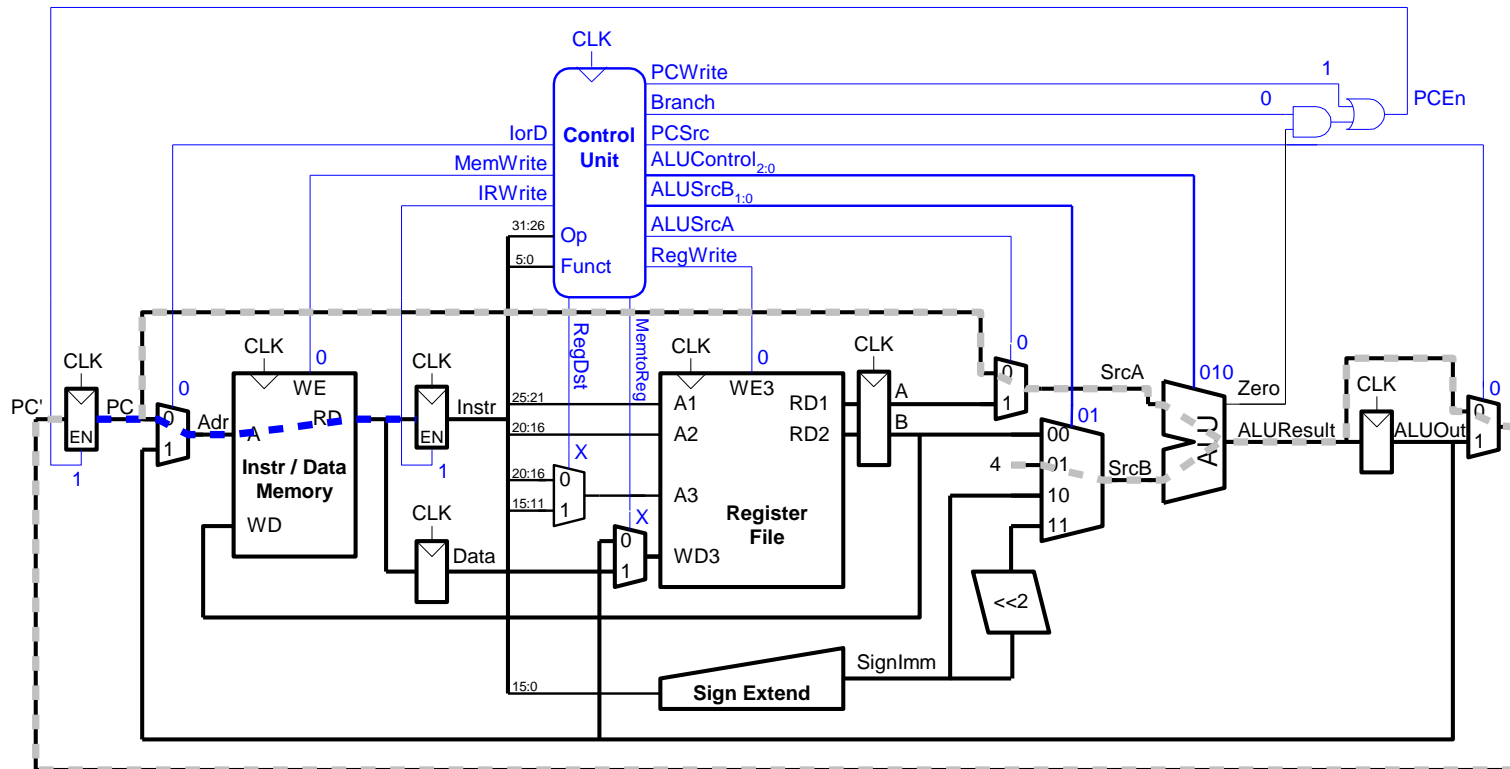 CLK
PCWrite 1
Branch 0 PCEn
IorD Control Unit PCSrc
MemWrite ALUControl2:0
IRWrite ALUSrcB1:0
31:26 Op ALUSrcA
5:0 Funct RegWrite
RegDst MemtoReg
CLK CLK CLK CLK CLK
0 0 0 0 010 0
PC' PC EN 0 1 Adr
WE A RD Instr / Data Memory WD
EN Instr
1 1
25:21 A1 WE3 RD1 A
20:16 A2 RD2 B
20:16 0 X
15:11 1 A3
Register File
X 0 1 WD3
CLK Data
0 1 SrcA
01
00
4 01 SrcB
10
11
ALU Zero
ALUResult CLK ALUOut 0 1
<<2
SignImm
15:0 Sign Extend